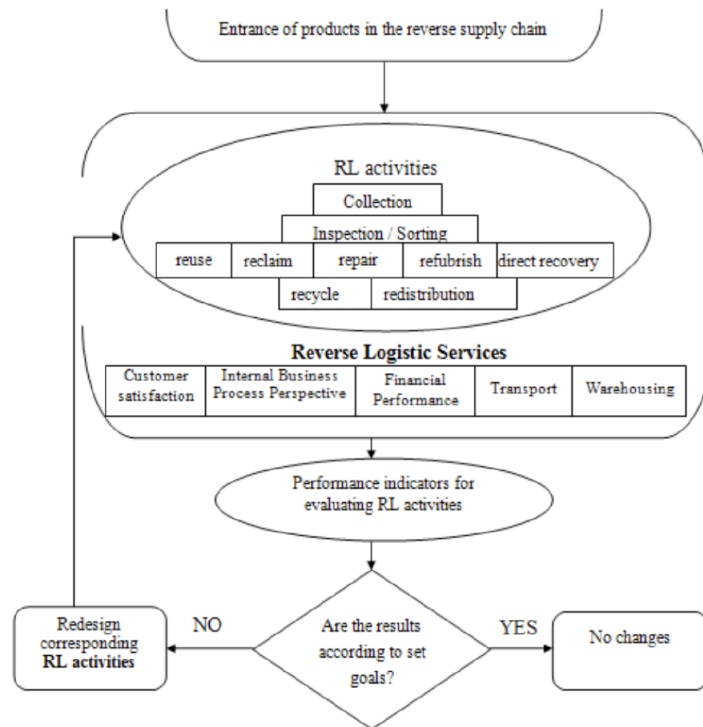 Entrance of products in the reverse supply chain
RL activities
Collection
Inspection / Sorting
reuse reclaim repair refubrish direct recovery
recycle redistribution
Reverse Logistic Services
Customer satisfaction
Internal Business Process Perspective
Financial Performance
Transport
Warehousing
Performance indicators for
evaluating RL activities
Are the results
according to set
goals?
NO
YES
Redesign
corresponding
RL activities
No changes